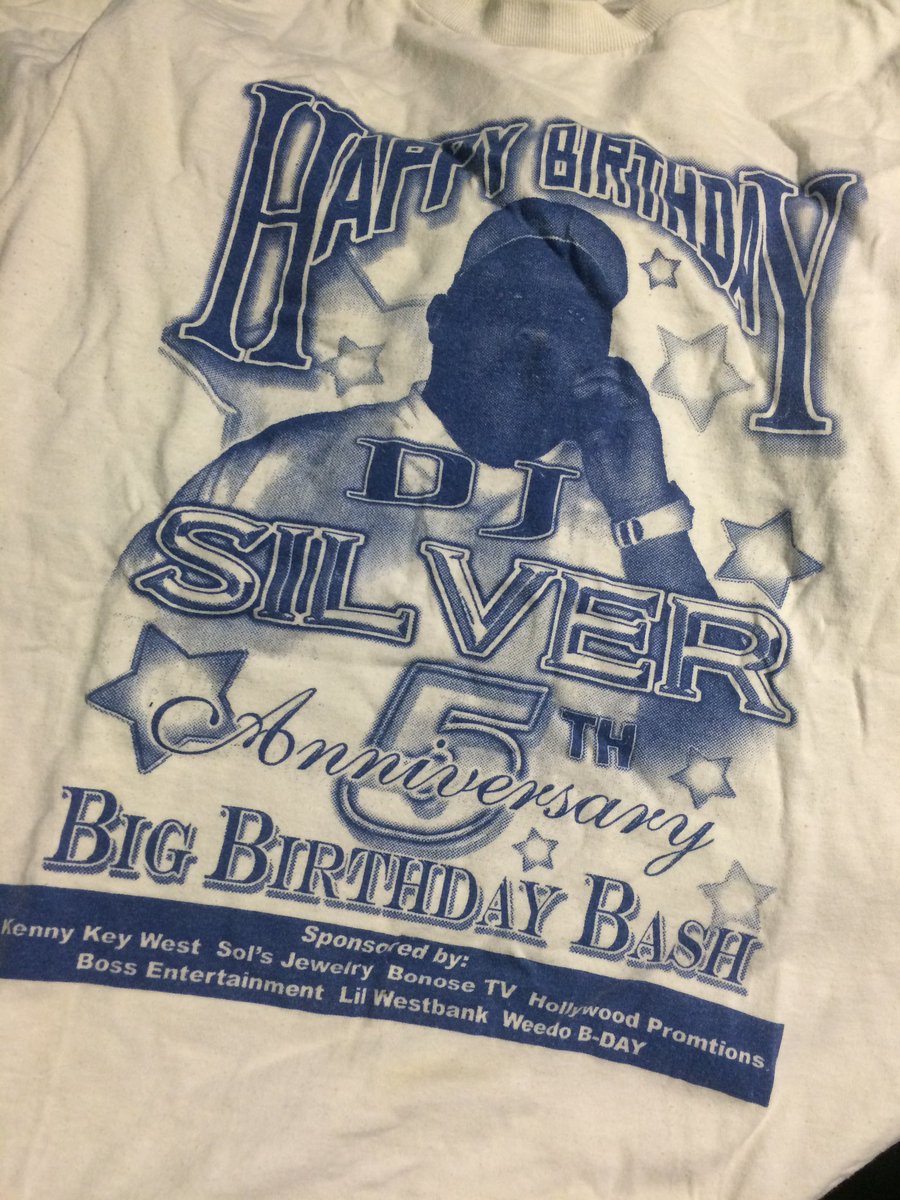 HAPPY BIRTHDAY
DJ
SILVER
5TH
Anniversary
BIG BIRTHDAY BASH
Sponsored by:
Kenny Key West Sol's Jewelry Bonose TV Hollywood Promtions
Boss Entertainment Lil Westbank Weedo B-DAY